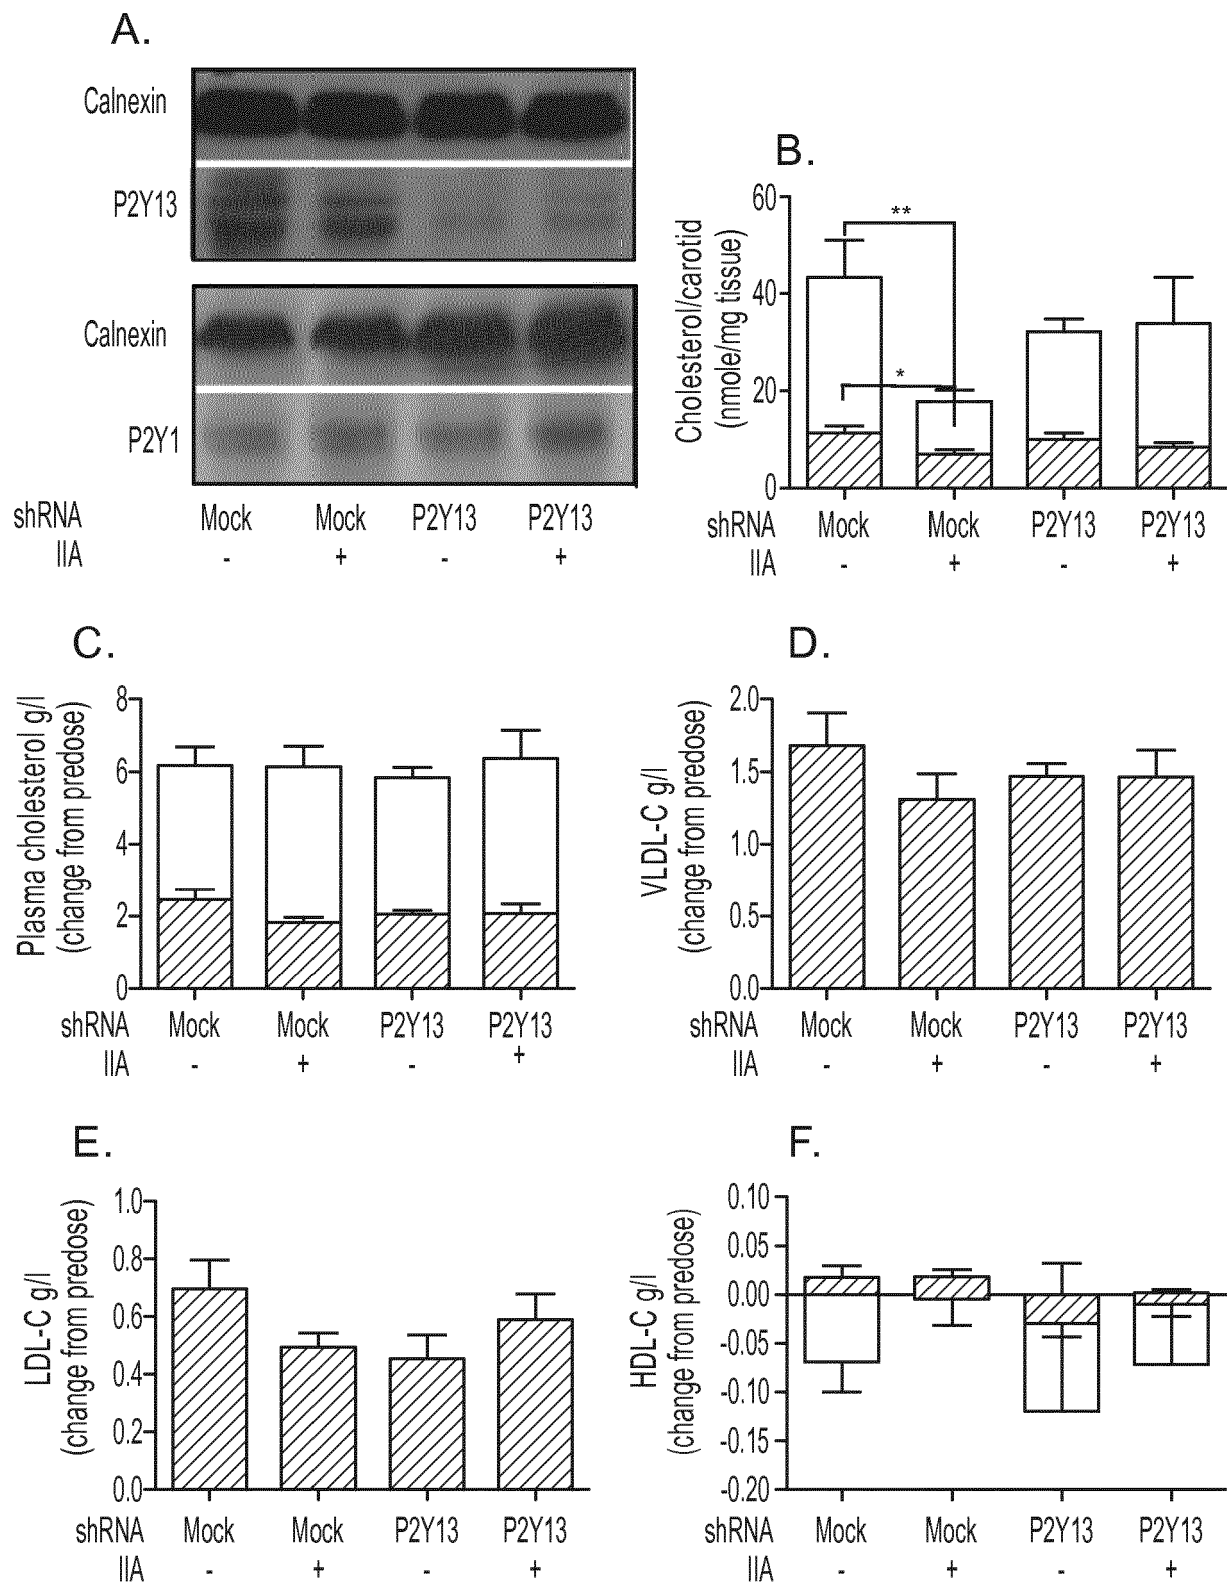 A.
Calnexin
P2Y13
Calnexin
P2Y1
shRNA Mock Mock P2Y13 P2Y13
IIA - + - +
B.
Cholesterol/carotid
(nmole/mg tissue)
60
40
20
0
**
*
shRNA Mock Mock P2Y13 P2Y13
IIA - + - +
C.
Plasma cholesterol g/l
(change from predose)
8
6
4
2
0
shRNA Mock Mock P2Y13 P2Y13
IIA - + - +
D.
VLDL-C g/l
(change from predose)
2.0
1.5
1.0
0.5
0.0
shRNA Mock Mock P2Y13 P2Y13
IIA - + - +
E.
LDL-C g/l
(change from predose)
1.0
0.8
0.6
0.4
0.2
0.0
shRNA Mock Mock P2Y13 P2Y13
IIA - + - +
F.
HDL-C g/l
(change from predose)
0.10
0.05
0.00
-0.05
-0.10
-0.15
-0.20
shRNA Mock Mock P2Y13 P2Y13
IIA - + - +